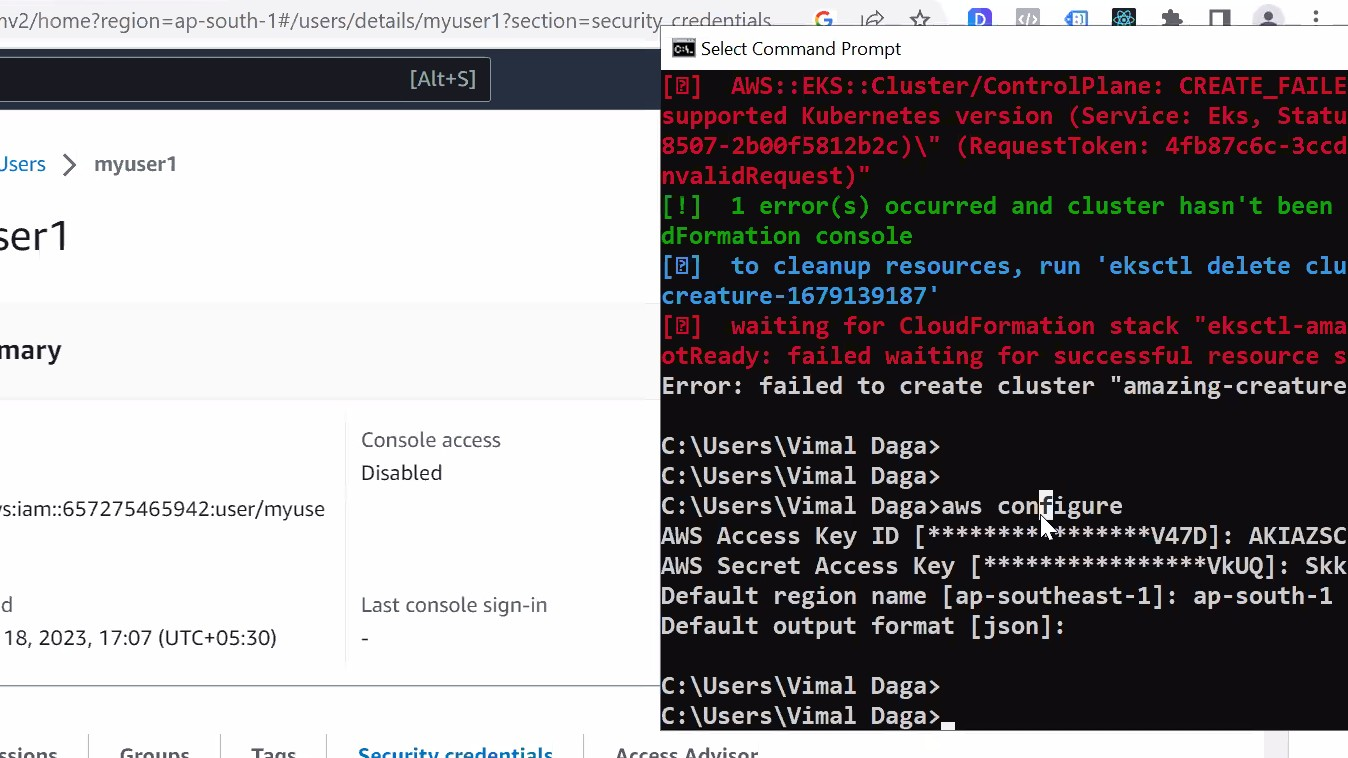 mv2/home?region=ap-south-1#/users/details/myuser1?section=security_credentials
[Alt+S]
Users > myuser1
ser1
mary
Console access
Disabled
ws:iam::657275465942:user/myuse
d
Last console sign-in
18, 2023, 17:07 (UTC+05:30)
-
ssions
Groups
Tags
Security credentials
Access Advisor
Select Command Prompt
[?] AWS::EKS::Cluster/ControlPlane: CREATE_FAILE
supported Kubernetes version (Service: Eks, Statu
8507-2b00f5812b2c)\" (RequestToken: 4fb87c6c-3ccd
nvalidRequest)"
[!] 1 error(s) occurred and cluster hasn't been
dFormation console
[?] to cleanup resources, run 'eksctl delete clu
creature-1679139187'
[?] waiting for CloudFormation stack "eksctl-ama
otReady: failed waiting for successful resource s
Error: failed to create cluster "amazing-creature
C:\Users\Vimal Daga>
C:\Users\Vimal Daga>
C:\Users\Vimal Daga>aws configure
AWS Access Key ID [****************V47D]: AKIAZSC
AWS Secret Access Key [****************VkUQ]: Skk
Default region name [ap-southeast-1]: ap-south-1
Default output format [json]:
C:\Users\Vimal Daga>
C:\Users\Vimal Daga>